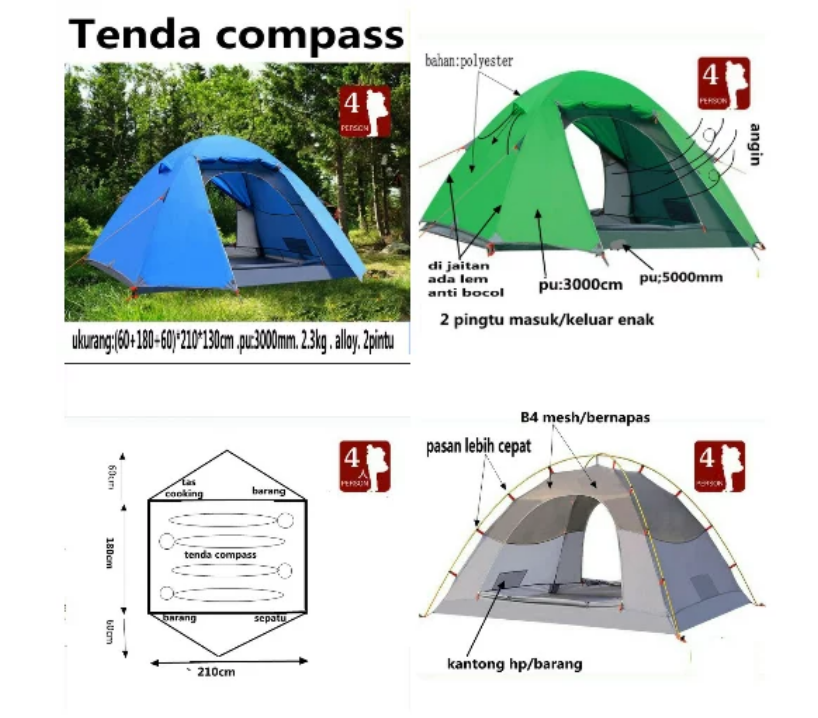 Tenda compass
4
PERSON
ukurang:(60+180+60)*210*130cm .pu:3000mm. 2.3kg . alloy. 2pintu
bahan:polyester
4
PERSON
angin
di jaitan
ada lem
anti bocol
pu:3000cm
pu;5000mm
2 pingtu masuk/keluar enak
4
人
PERSON
60cm
tas
cooking
barang
180cm
tenda compass
barang
sepatu
60cm
210cm
B4 mesh/bernapas
pasan lebih cepat
4
PERSON
kantong hp/barang